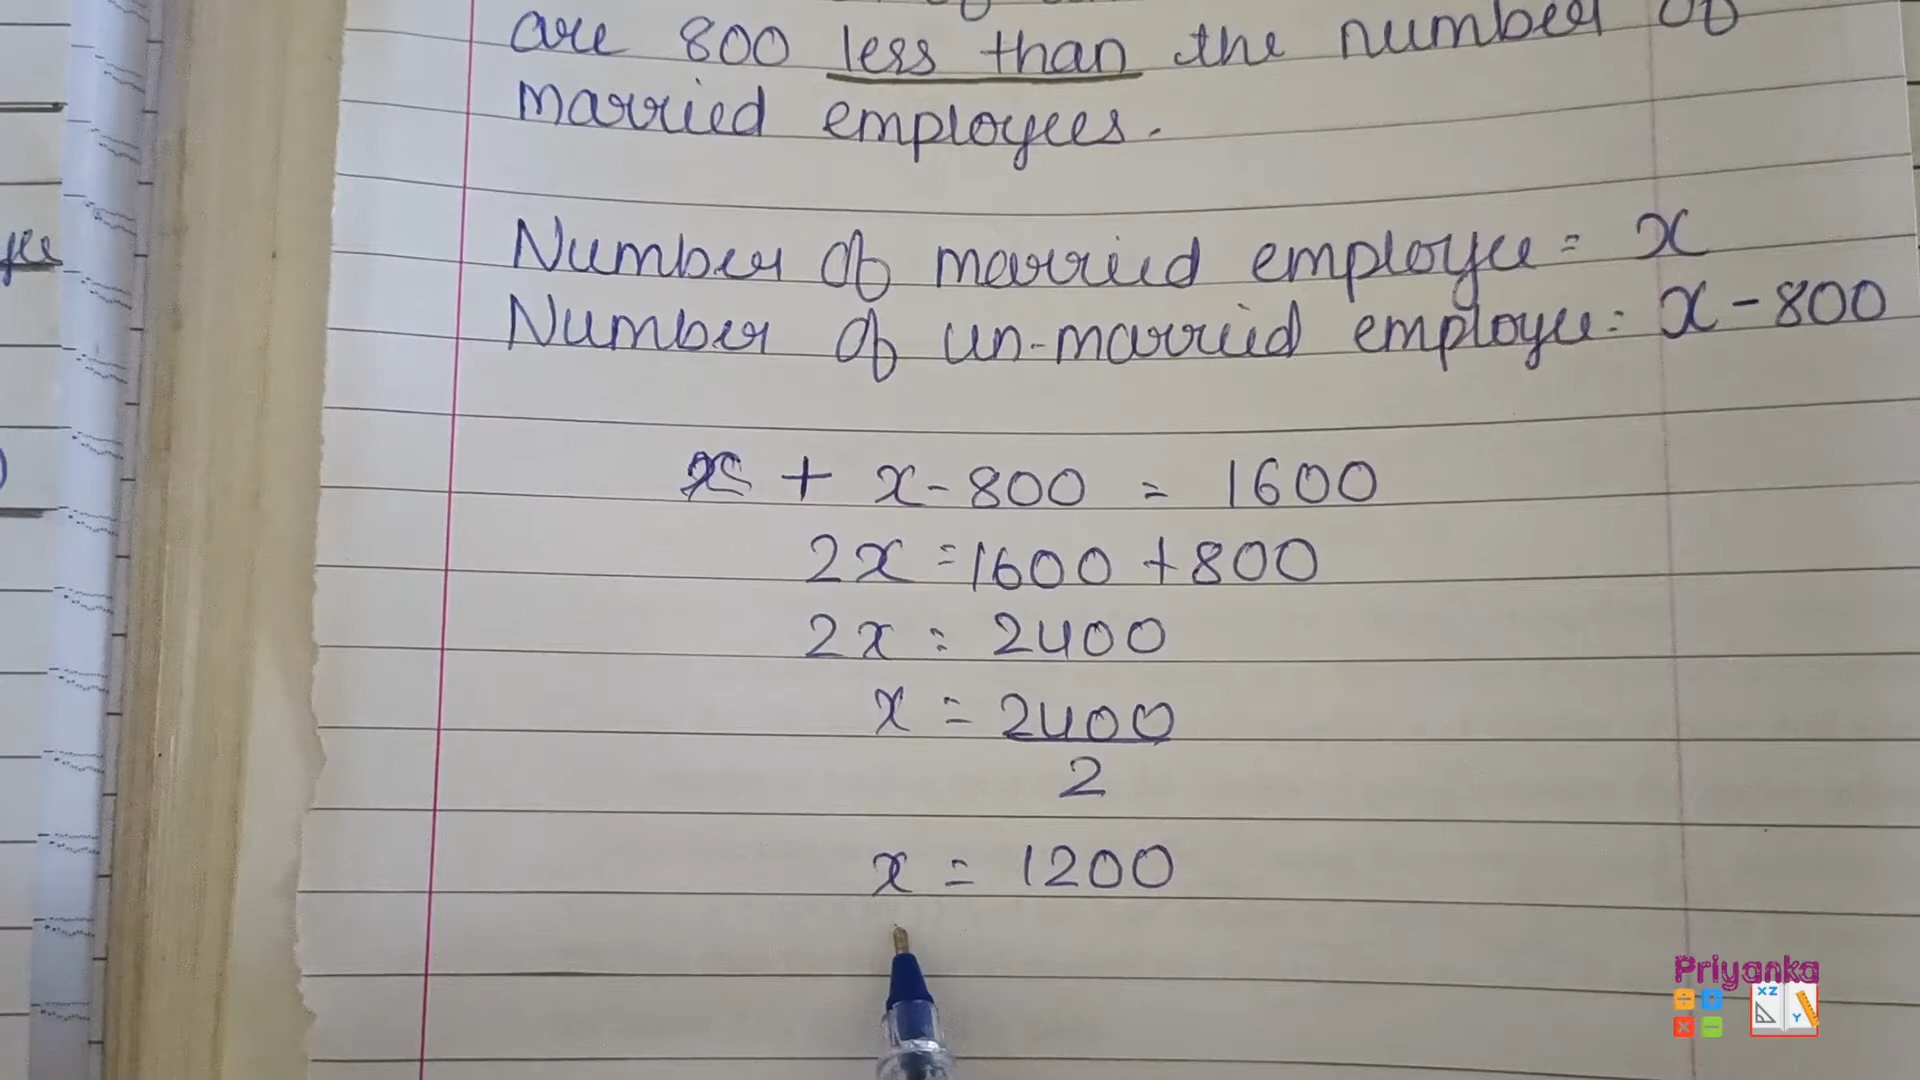 are 800 less than the number of
married employees.
Number of married employee = x
Number of un-married employee = x - 800
x + x - 800 = 1600
2x = 1600 + 800
2x = 2400
x = 2400
2
x = 1200
Priyanka
XZ
Y